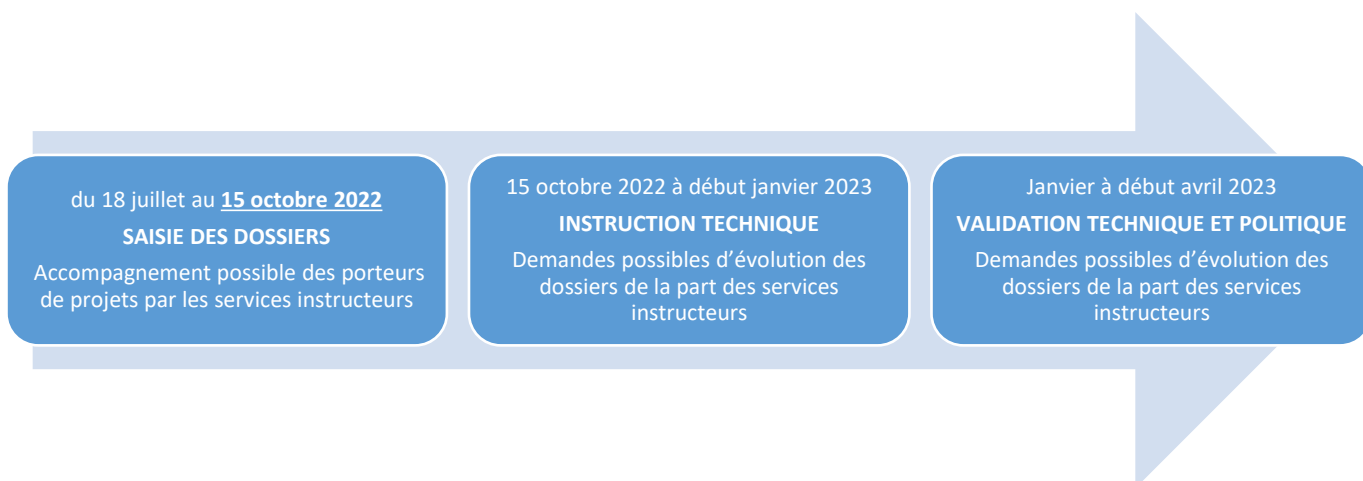 du 18 juillet au 15 octobre 2022
SAISIE DES DOSSIERS
Accompagnement possible des porteurs
de projets par les services instructeurs
15 octobre 2022 à début janvier 2023
INSTRUCTION TECHNIQUE
Demandes possibles d’évolution des
dossiers de la part des services
instructeurs
Janvier à début avril 2023
VALIDATION TECHNIQUE ET POLITIQUE
Demandes possibles d’évolution des
dossiers de la part des services
instructeurs